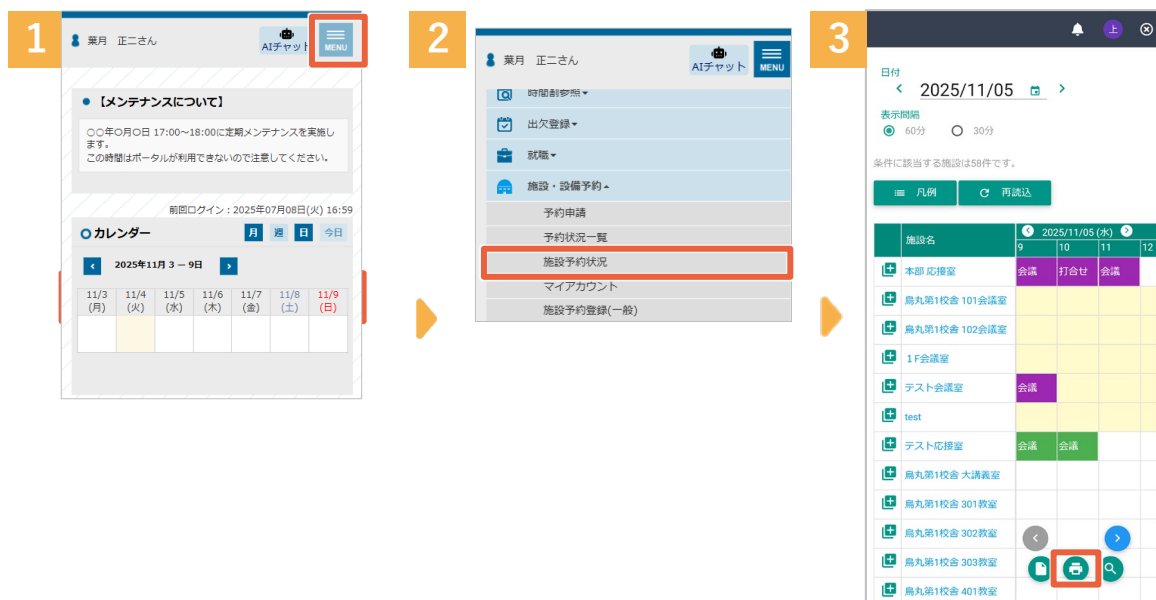 1
葉月 正二さん
AIチャット
MENU
【メンテナンスについて】
○○年○月○日 17:00～18:00に定期メンテナンスを実施し
ます。
この時間はポータルが利用できないので注意してください。
前回ログイン：2025年07月08日(火) 16:59
カレンダー
月 週 日 今日
2025年11月 3 － 9日
11/3 11/4 11/5 11/6 11/7 11/8 11/9
(月) (火) (水) (木) (金) (土) (日)
2
葉月 正二さん
AIチャット
MENU
時間割参照
出欠登録
就職
施設・設備予約
予約申請
予約状況一覧
施設予約状況
マイアカウント
施設予約登録(一般)
3
上
日付
2025/11/05
表示間隔
60分 30分
条件に該当する施設は58件です。
凡例 再読込
施設名
2025/11/05 (水)
9 10 11 12
本部 応接室 会議 打合せ 会議
烏丸第1校舎 101会議室
烏丸第1校舎 102会議室
１F会議室
テスト会議室 会議
test
テスト応接室 会議 会議
烏丸第1校舎 大講義室
烏丸第1校舎 301教室
烏丸第1校舎 302教室
烏丸第1校舎 303教室
烏丸第1校舎 401教室